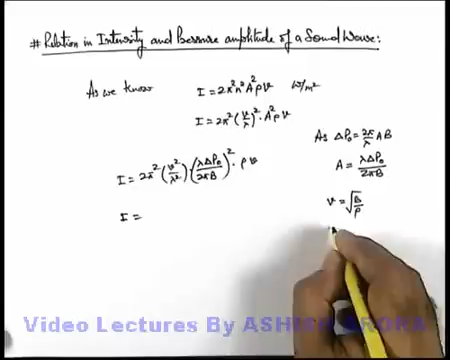 # Relation in Intensity and Pressure amplitude of a Sound Wave:
As we know I = 2π²n²A²ρv W/m²
I = 2π²(v/λ)²·A²ρv
As ΔP₀ = 2π/λ AB
A = λΔP₀/2πB
I = 2π²(v²/λ²)·(λΔP₀/2πB)²·ρv
v = √B/ρ
I =
Video Lectures By ASHISH ARORA